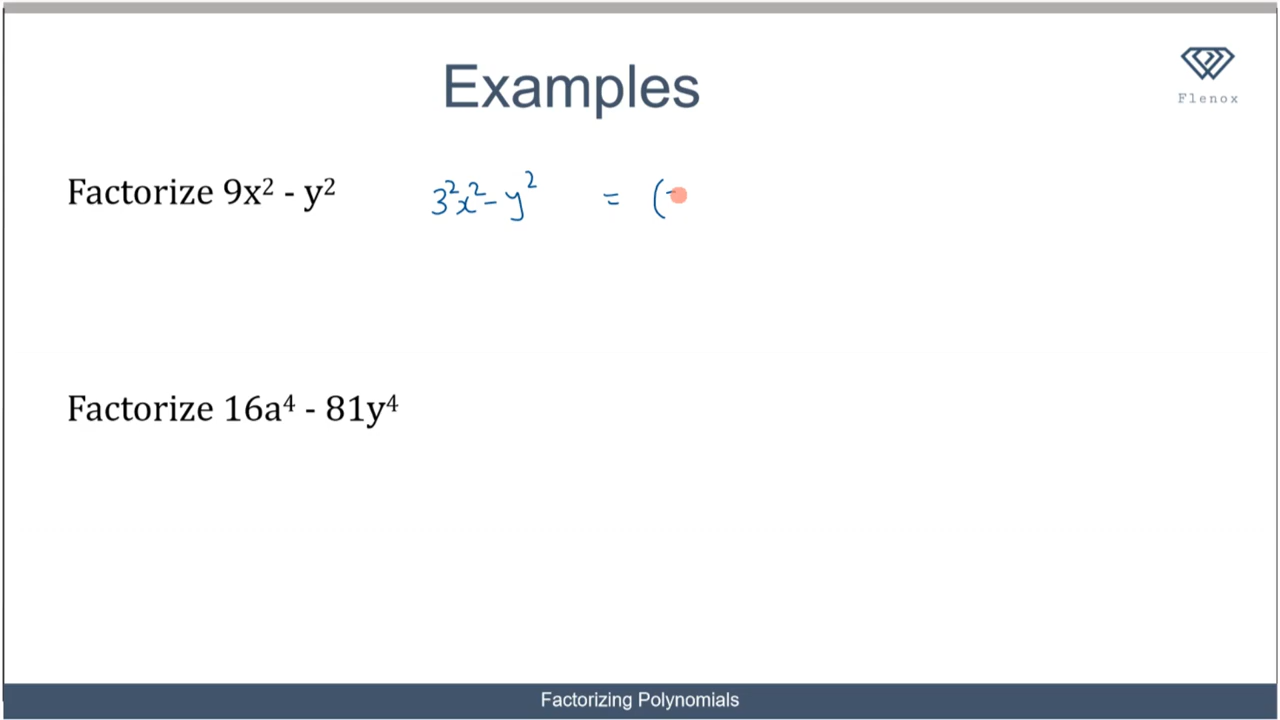 Examples
Flenox
Factorize 9x² - y² 3²x² - y² = (
Factorize 16a⁴ - 81y⁴
Factorizing Polynomials